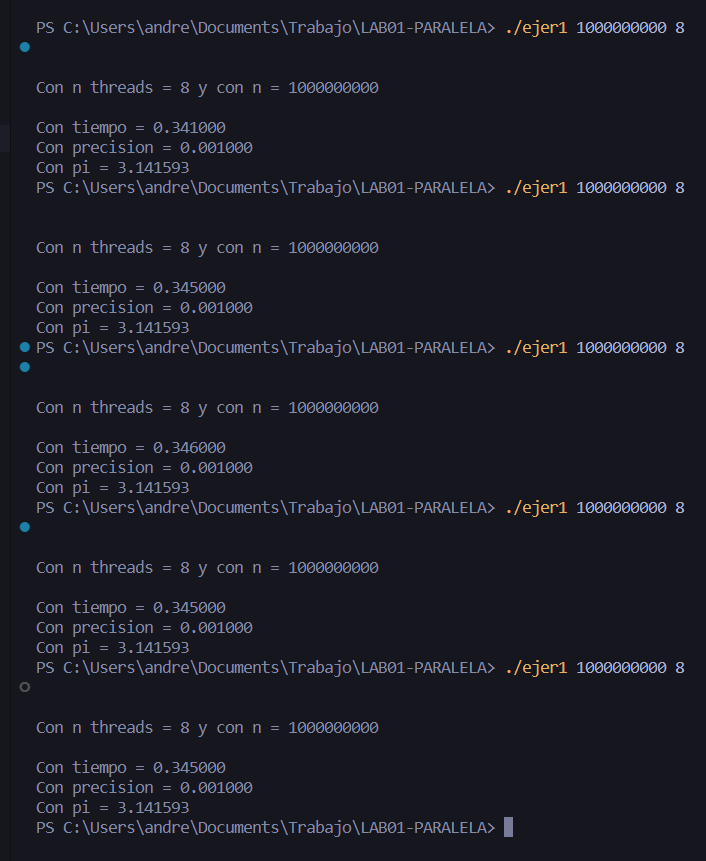 PS C:\Users\andre\Documents\Trabajo\LAB01-PARALELA> ./ejer1 1000000000 8
Con n threads = 8 y con n = 1000000000
Con tiempo = 0.341000
Con precision = 0.001000
Con pi = 3.141593
PS C:\Users\andre\Documents\Trabajo\LAB01-PARALELA> ./ejer1 1000000000 8
Con n threads = 8 y con n = 1000000000
Con tiempo = 0.345000
Con precision = 0.001000
Con pi = 3.141593
PS C:\Users\andre\Documents\Trabajo\LAB01-PARALELA> ./ejer1 1000000000 8
Con n threads = 8 y con n = 1000000000
Con tiempo = 0.346000
Con precision = 0.001000
Con pi = 3.141593
PS C:\Users\andre\Documents\Trabajo\LAB01-PARALELA> ./ejer1 1000000000 8
Con n threads = 8 y con n = 1000000000
Con tiempo = 0.345000
Con precision = 0.001000
Con pi = 3.141593
PS C:\Users\andre\Documents\Trabajo\LAB01-PARALELA> ./ejer1 1000000000 8
Con n threads = 8 y con n = 1000000000
Con tiempo = 0.345000
Con precision = 0.001000
Con pi = 3.141593
PS C:\Users\andre\Documents\Trabajo\LAB01-PARALELA>